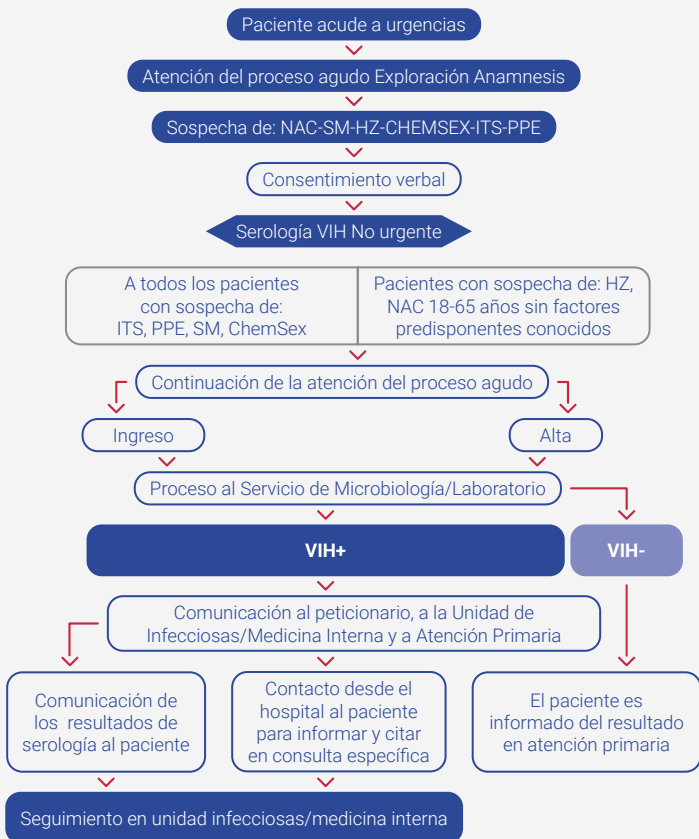 Paciente acude a urgencias
Atención del proceso agudo Exploración Anamnesis
Sospecha de: NAC-SM-HZ-CHEMSEX-ITS-PPE
Consentimiento verbal
Serología VIH No urgente
A todos los pacientes
con sospecha de:
ITS, PPE, SM, ChemSex
Pacientes con sospecha de: HZ,
NAC 18-65 años sin factores
predisponentes conocidos
Continuación de la atención del proceso agudo
Ingreso
Alta
Proceso al Servicio de Microbiología/Laboratorio
VIH+
VIH-
Comunicación al peticionario, a la Unidad de
Infecciosas/Medicina Interna y a Atención Primaria
Comunicación de
los resultados de
serología al paciente
Contacto desde el
hospital al paciente
para informar y citar
en consulta específica
El paciente es
informado del resultado
en atención primaria
Seguimiento en unidad infecciosas/medicina interna